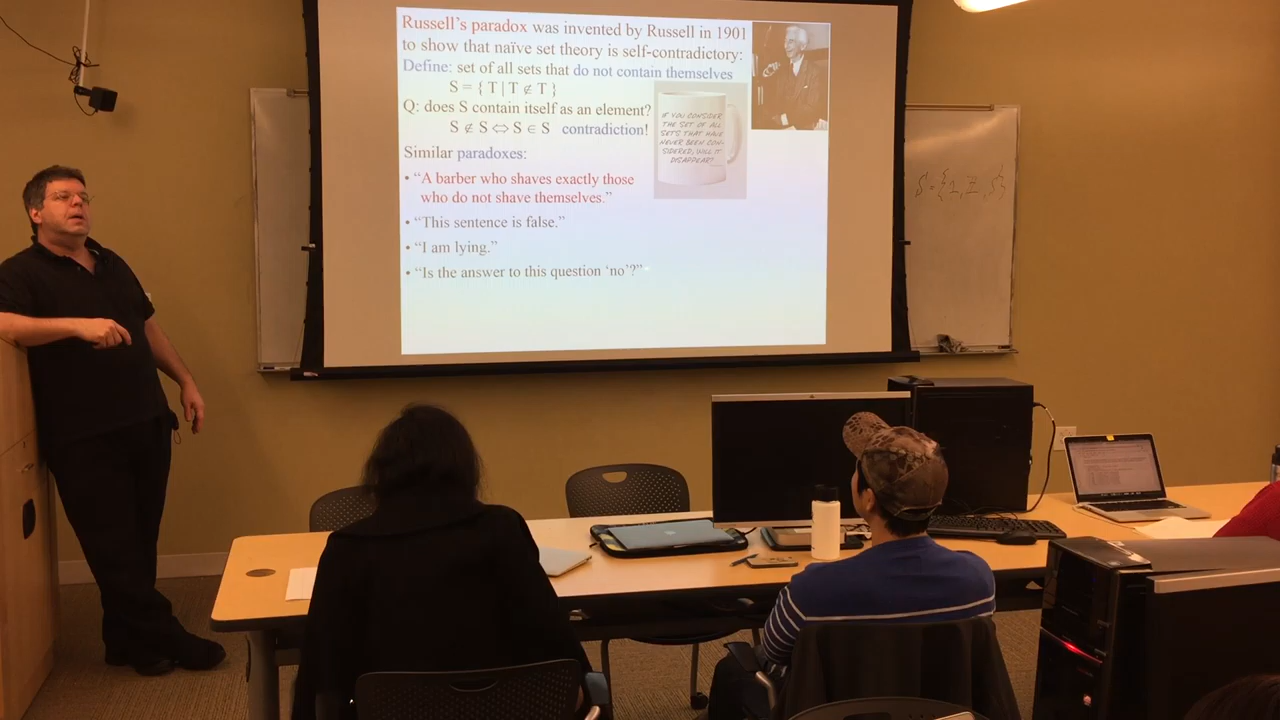 Russell's paradox was invented by Russell in 1901
to show that naïve set theory is self-contradictory:
Define: set of all sets that do not contain themselves
S = { T | T ∉ T }
Q: does S contain itself as an element?
S ∉ S ⇔ S ∈ S contradiction!
IF YOU CONSIDER
THE SET OF ALL
SETS THAT HAVE
NEVER BEEN CON-
SIDERED, WILL IT
DISAPPEAR?
Similar paradoxes:
• “A barber who shaves exactly those
who do not shave themselves.”
• “This sentence is false.”
• “I am lying.”
• “Is the answer to this question ‘no’?”